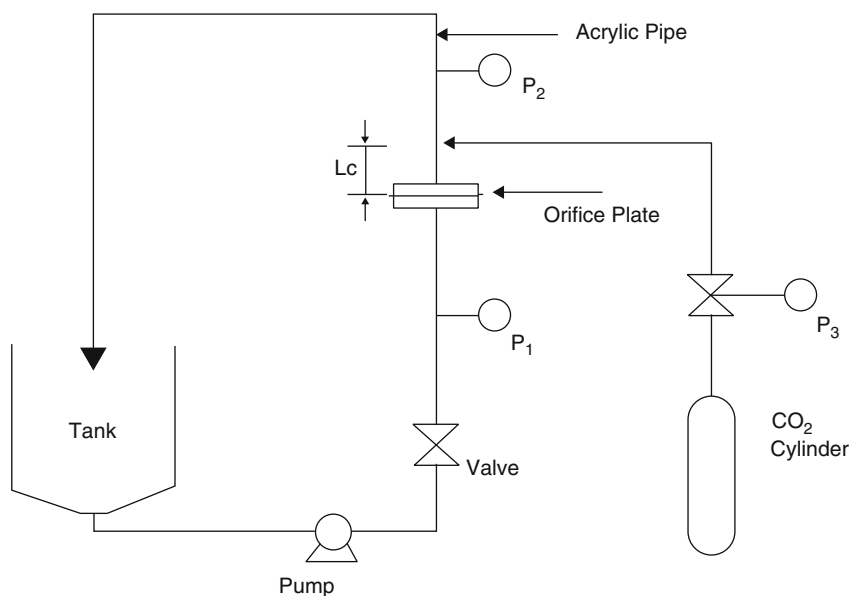 Acrylic Pipe
P2
Lc
Orifice Plate
P1
P3
Tank
CO2
Cylinder
Valve
Pump